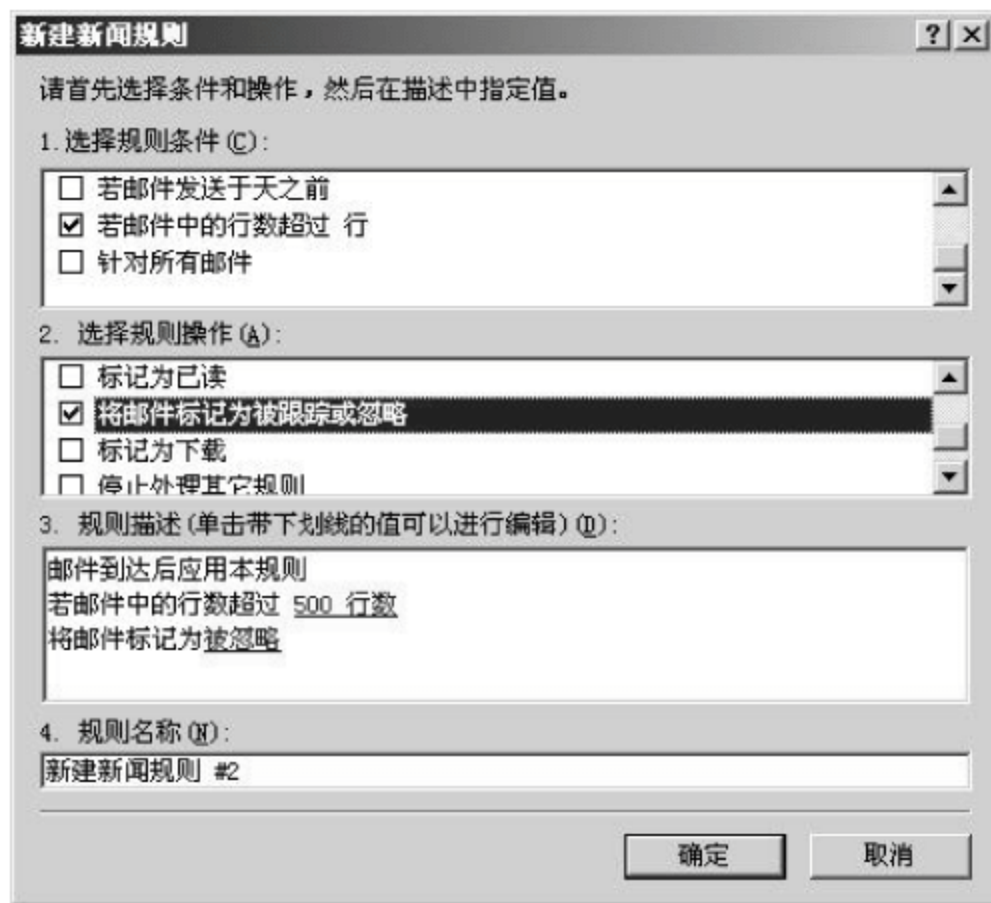 新建新闻规则
请首先选择条件和操作,然后在描述中指定值。
1.选择规则条件(C):
若邮件发送于天之前
若邮件中的行数超过 行
针对所有邮件
2. 选择规则操作(A):
标记为已读
将邮件标记为被跟踪或忽略
标记为下载
停止处理其它规则
3. 规则描述(单击带下划线的值可以进行编辑)(D):
邮件到达后应用本规则
若邮件中的行数超过 500 行数
将邮件标记为被忽略
4. 规则名称(N):
新建新闻规则 #2
确定 取消